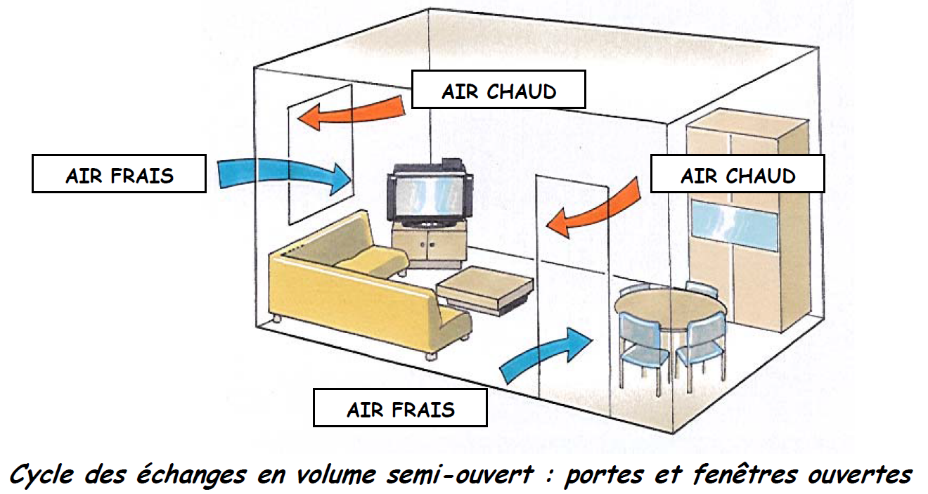 AIR CHAUD
AIR FRAIS
AIR CHAUD
AIR FRAIS
Cycle des échanges en volume semi-ouvert : portes et fenêtres ouvertes